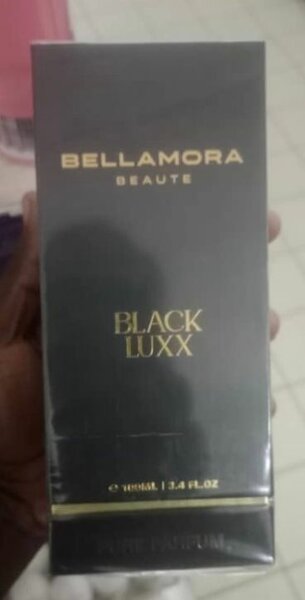 BELLAMORA
BEAUTE
BLACK
LUXX
℮ 100ML | 3.4 FL.OZ
PURE PARFUM